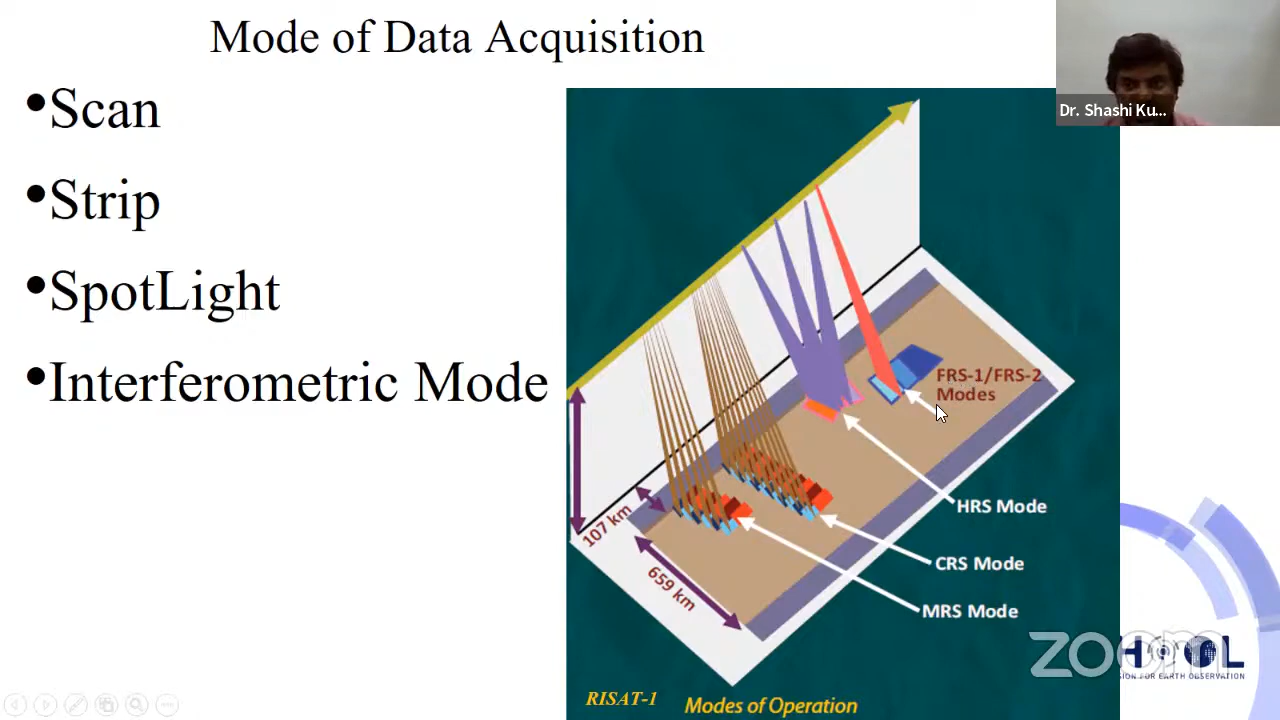 Mode of Data Acquisition
•Scan
•Strip
•SpotLight
•Interferometric Mode
Dr. Shashi Ku...
FRS-1/FRS-2
Modes
HRS Mode
CRS Mode
MRS Mode
107 km
659 km
RISAT-1
Modes of Operation
zoom